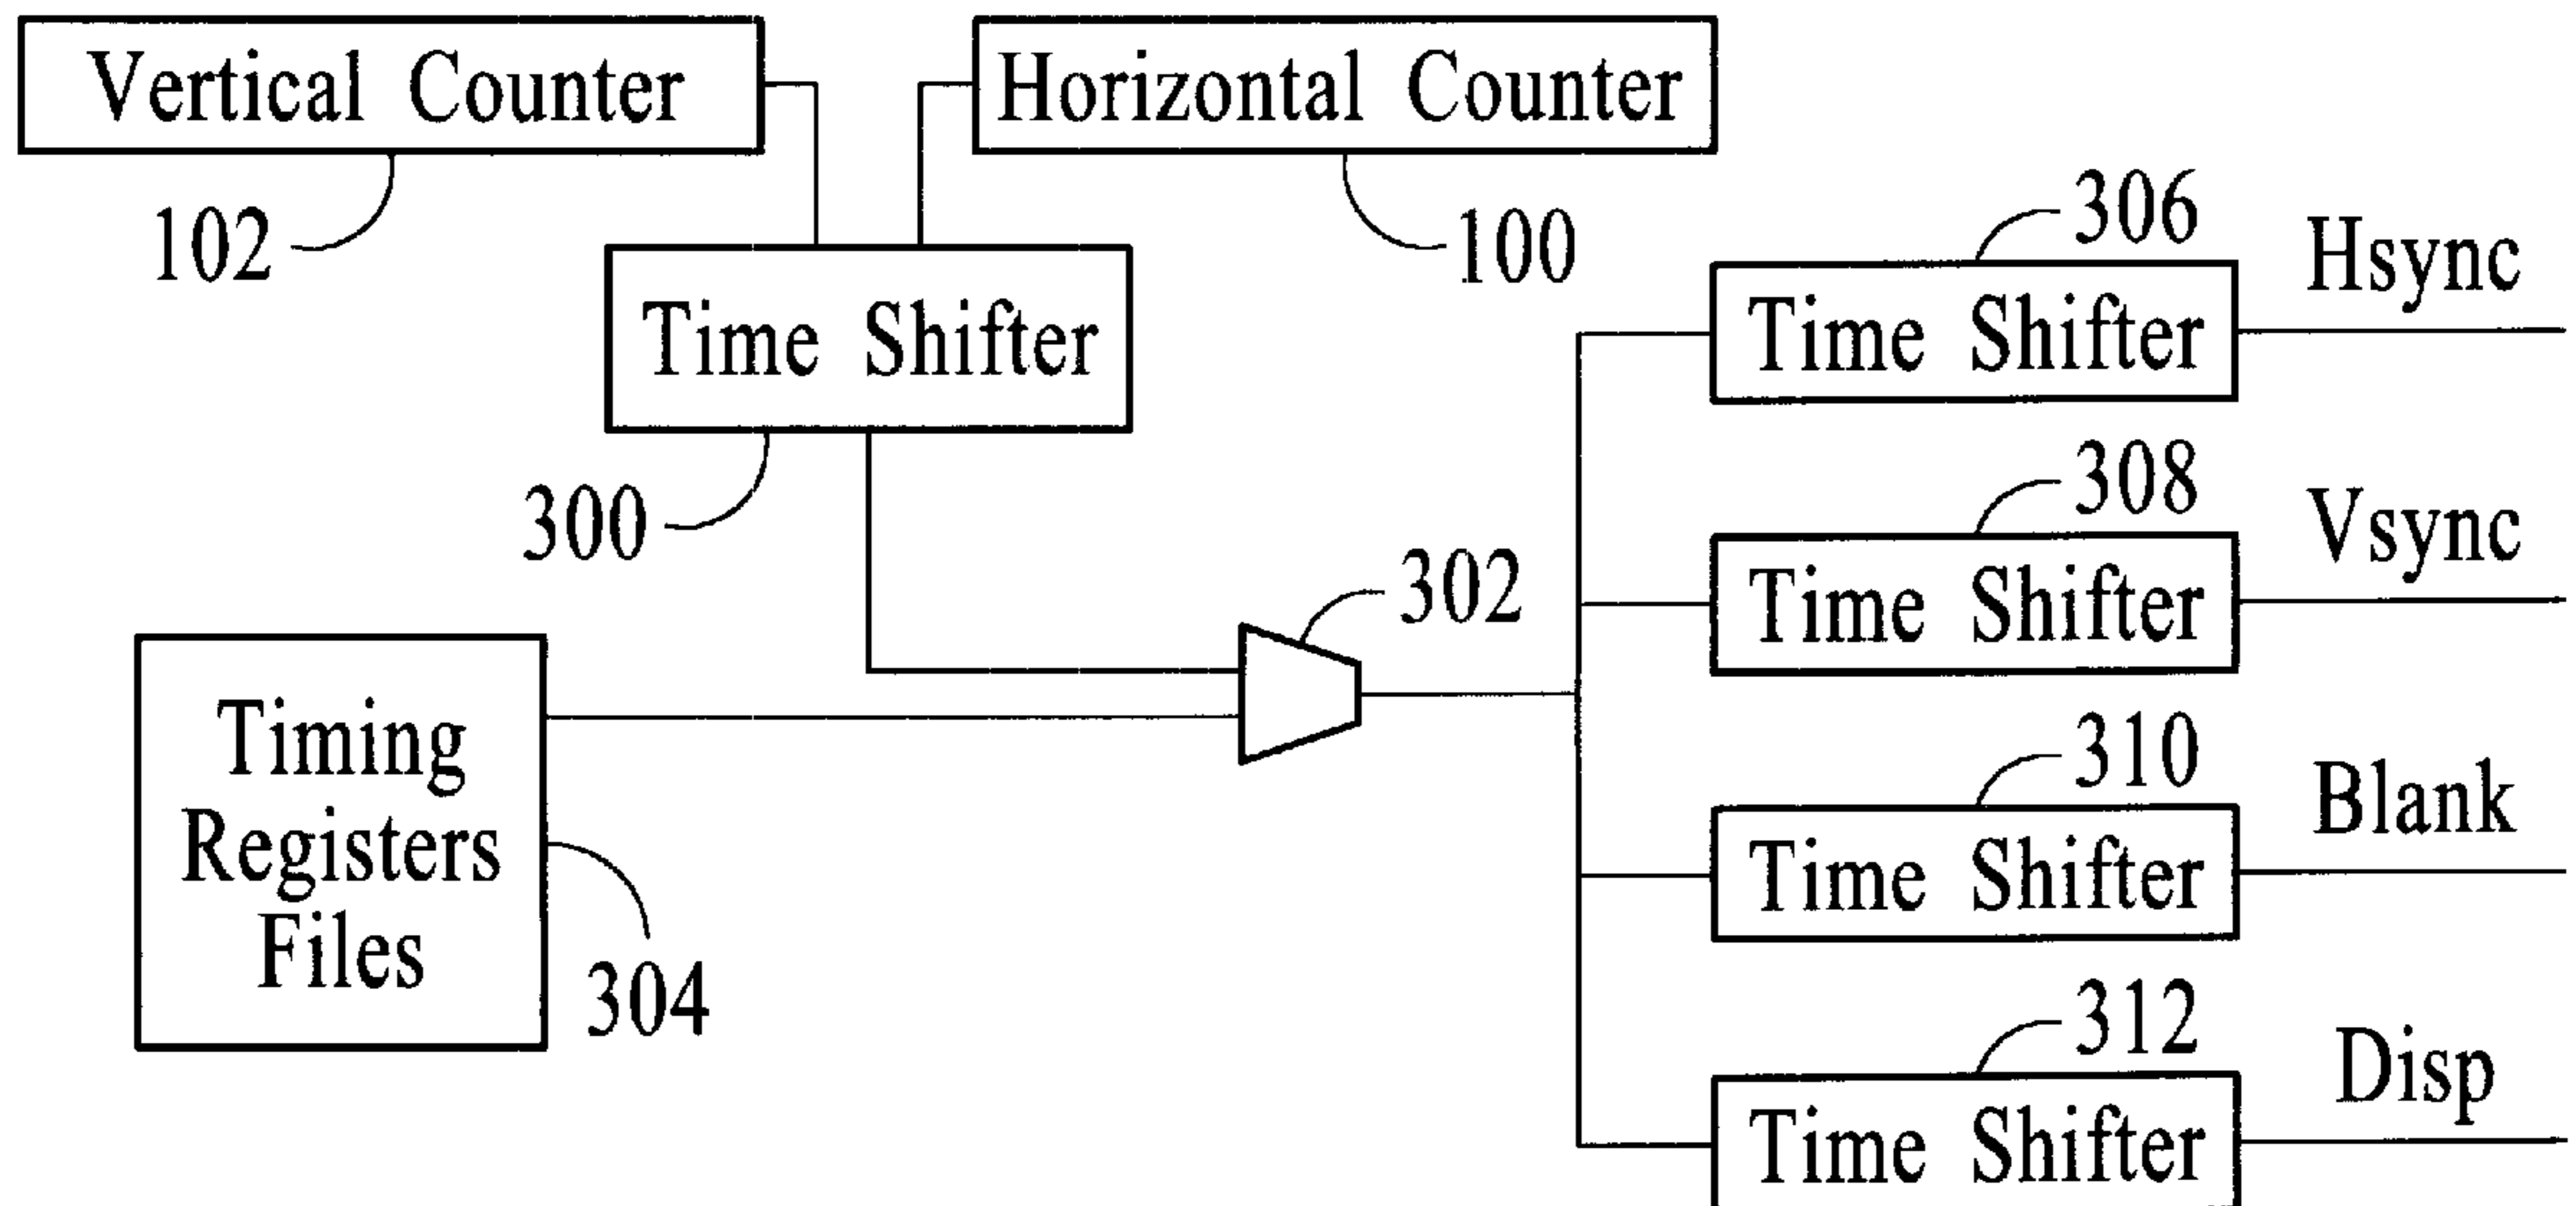 Vertical Counter
Horizontal Counter
102
100
Time Shifter
300
306
Time Shifter
Hsync
308
Time Shifter
Vsync
302
Timing
Registers
Files
304
310
Time Shifter
Blank
312
Time Shifter
Disp